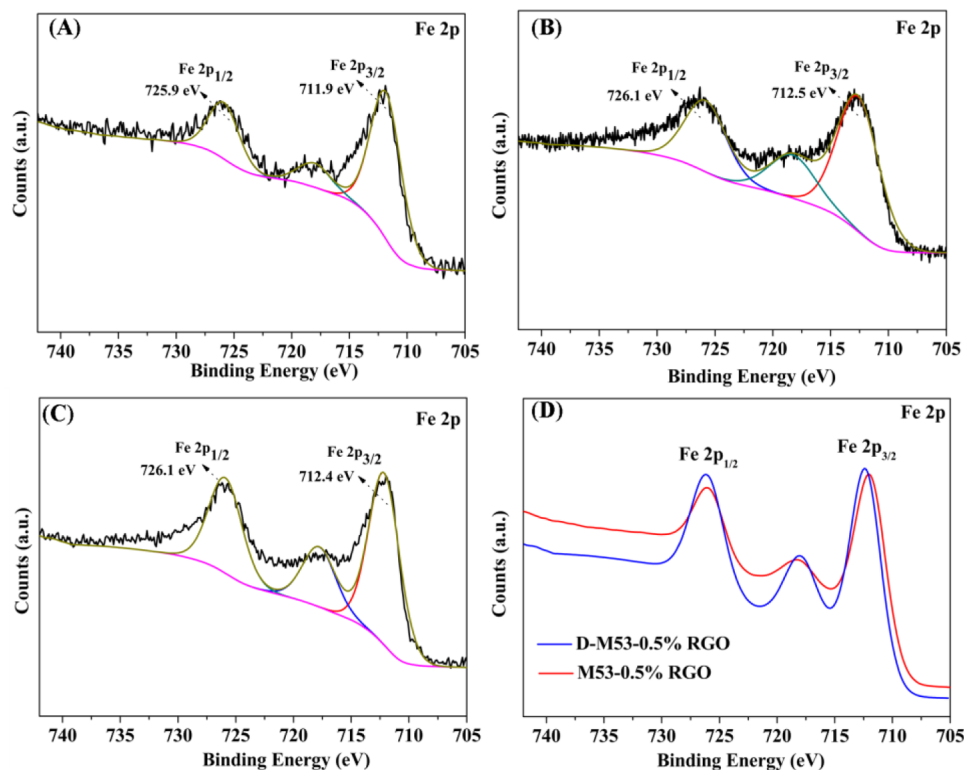 (A)
Fe 2p
Fe 2p1/2
725.9 eV
Fe 2p3/2
711.9 eV
Counts (a.u.)
740 735 730 725 720 715 710 705
Binding Energy (eV)
(B)
Fe 2p
Fe 2p1/2
726.1 eV
Fe 2p3/2
712.5 eV
Counts (a.u.)
740 735 730 725 720 715 710 705
Binding Energy (eV)
(C)
Fe 2p
Fe 2p1/2
726.1 eV
Fe 2p3/2
712.4 eV
Counts (a.u.)
740 735 730 725 720 715 710 705
Binding Energy (eV)
(D)
Fe 2p
Fe 2p1/2
Fe 2p3/2
D-M53-0.5% RGO
M53-0.5% RGO
Counts (a.u.)
740 735 730 725 720 715 710 705
Binding Energy (eV)